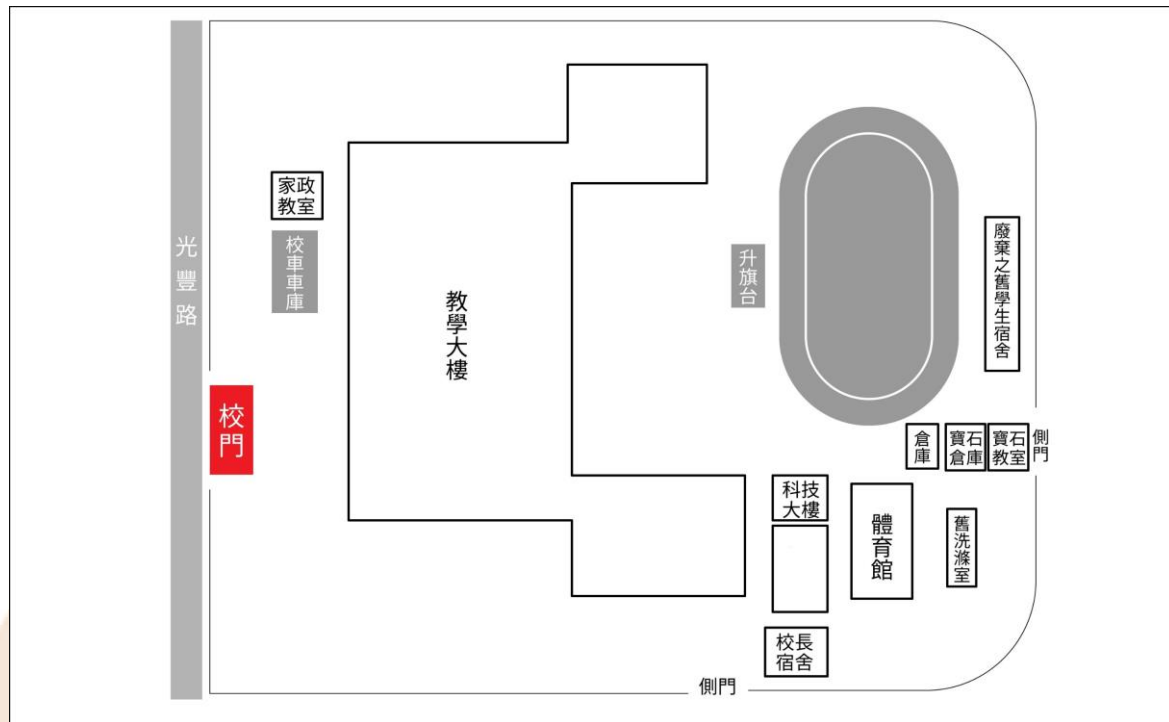 光豐路
家政
教室
校車車庫
校門
教學大樓
升旗台
廢棄之舊學生宿舍
倉庫
寶石
倉庫
寶石
教室
側門
科技
大樓
體育館
舊洗滌室
校長
宿舍
側門